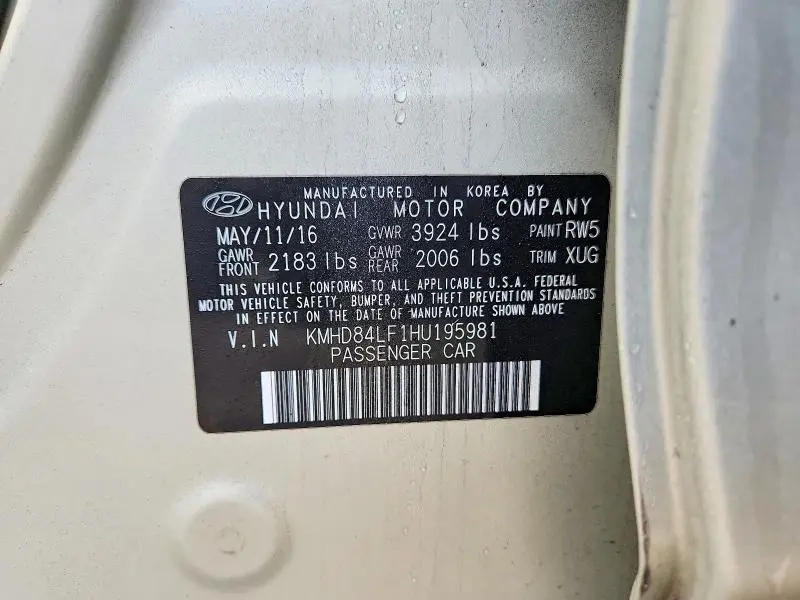 MANUFACTURED IN KOREA BY
HYUNDAI MOTOR COMPANY
MAY/11/16 GVWR 3924 lbs PAINT RW5
GAWR FRONT 2183 lbs GAWR REAR 2006 lbs TRIM XUG
THIS VEHICLE CONFORMS TO ALL APPLICABLE U.S.A. FEDERAL
MOTOR VEHICLE SAFETY, BUMPER, AND THEFT PREVENTION STANDARDS
IN EFFECT ON THE DATE OF MANUFACTURE SHOWN ABOVE
V.I.N KMHD84LF1HU195981
PASSENGER CAR